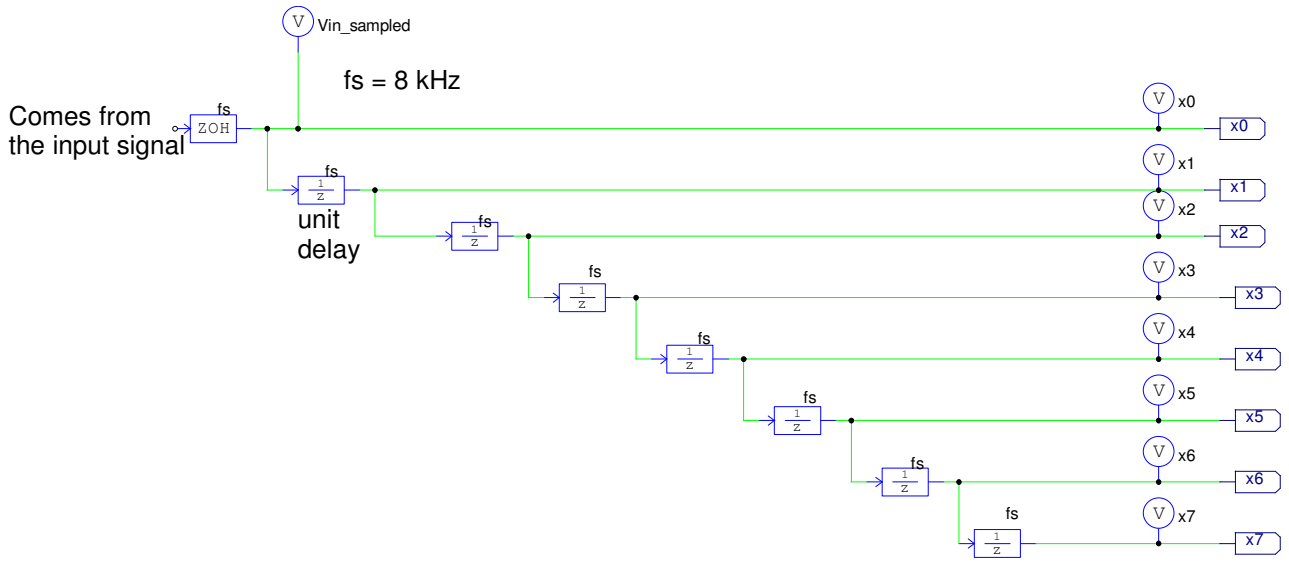 V Vin_sampled
fs = 8 kHz
Comes from
the input signal
fs
ZOH
V x0
x0
fs
1
z
unit
delay
V x1
x1
fs
1
z
V x2
x2
fs
1
z
V x3
x3
fs
1
z
V x4
x4
fs
1
z
V x5
x5
fs
1
z
V x6
x6
fs
1
z
V x7
x7